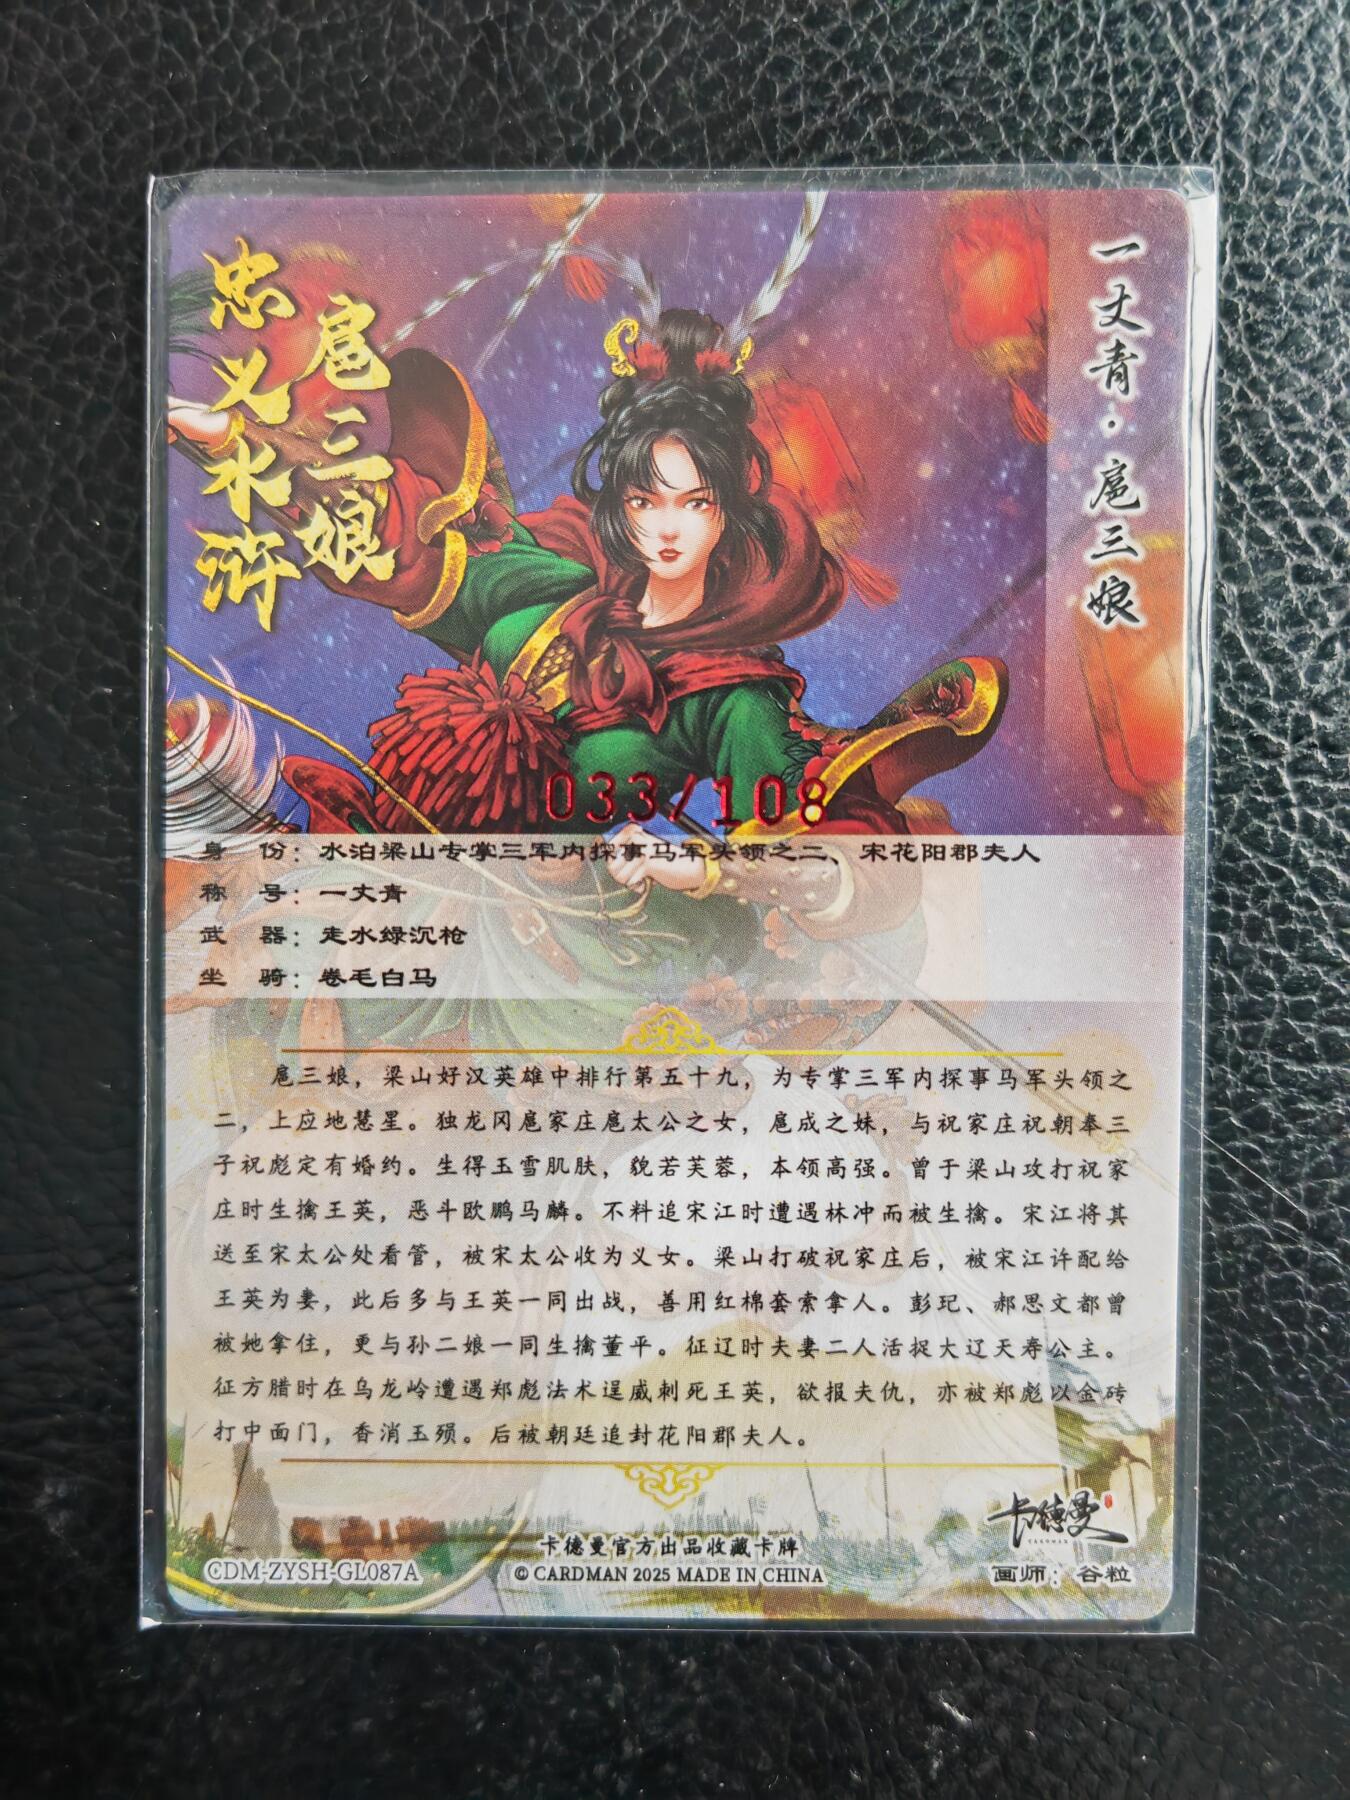 忠义水浒
扈三娘
一丈青·扈三娘
033/108
身 份：水泊梁山专掌三军内探事马军头领之二、宋花阳郡夫人
称 号：一丈青
武 器：走水绿沉枪
坐 骑：卷毛白马
扈三娘，梁山好汉英雄中排行第五十九，为专掌三军内探事马军头领之
二，上应地慧星。独龙冈扈家庄扈太公之女，扈成之妹，与祝家庄祝朝奉三
子祝彪定有婚约。生得玉雪肌肤，貌若芙蓉，本领高强。曾于梁山攻打祝家
庄时生擒王英，恶斗欧鹏马麟。不料追宋江时遭遇林冲而被生擒。宋江将其
送至宋太公处看管，被宋太公收为义女。梁山打破祝家庄后，被宋江许配给
王英为妻，此后多与王英一同出战，善用红棉套索拿人。彭玘、郝思文都曾
被她拿住，更与孙二娘一同生擒董平。征辽时夫妻二人活捉大辽天寿公主。
征方腊时在乌龙岭遭遇郑彪法术逞威刺死王英，欲报夫仇，亦被郑彪以金砖
打中面门，香消玉殒。后被朝廷追封花阳郡夫人。
卡德曼
CARDMAN
卡德曼官方出品收藏卡牌
CDM-ZYSH-GL087A
© CARDMAN 2025 MADE IN CHINA
画师：谷粒